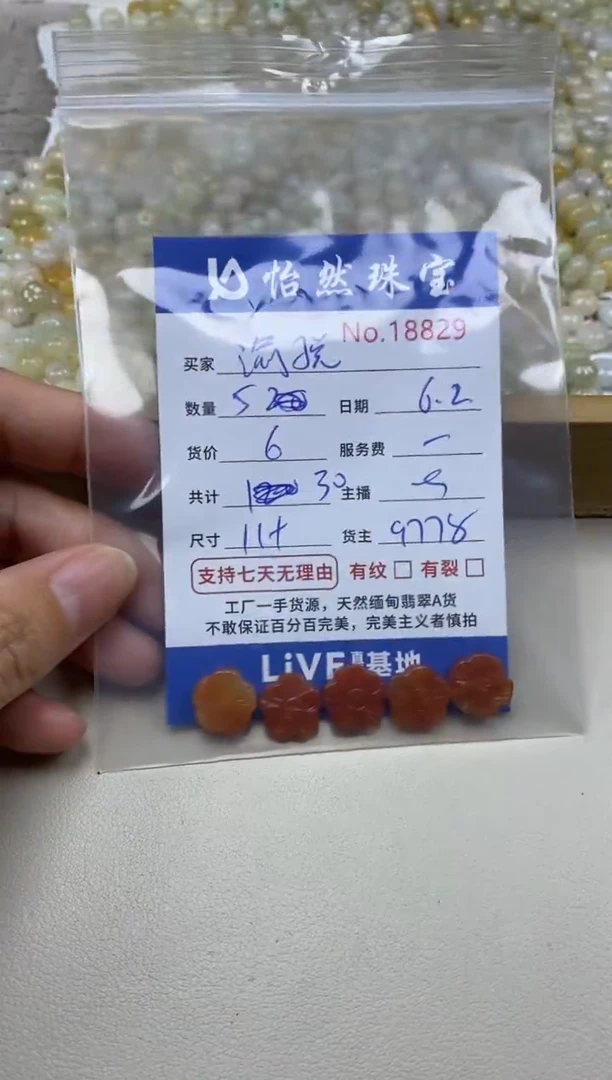 怡然珠宝
No.18829
买家
数量 5 日期 6.2
货价 6 服务费 一
共计 30 主播
尺寸 11+ 货主 9778
支持七天无理由 有纹 有裂
工厂一手货源，天然缅甸翡翠A货
不敢保证百分百完美，完美主义者慎拍
LiVE 基地